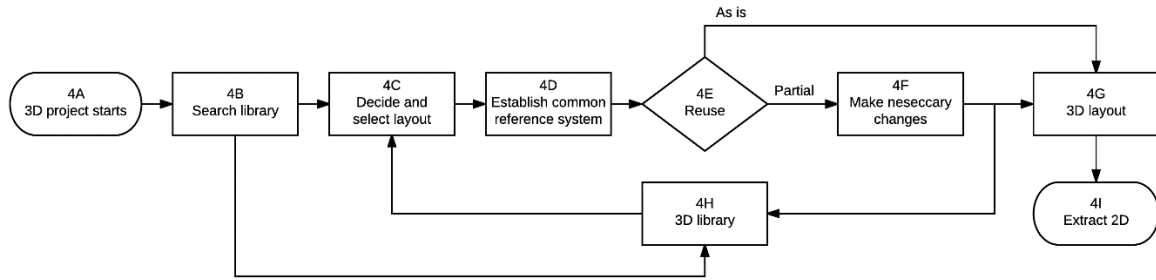 As is
4A
3D project starts
4B
Search library
4C
Decide and
select layout
4D
Establish common
reference system
4E
Reuse
Partial
4F
Make neseccary
changes
4G
3D layout
4H
3D library
4I
Extract 2D